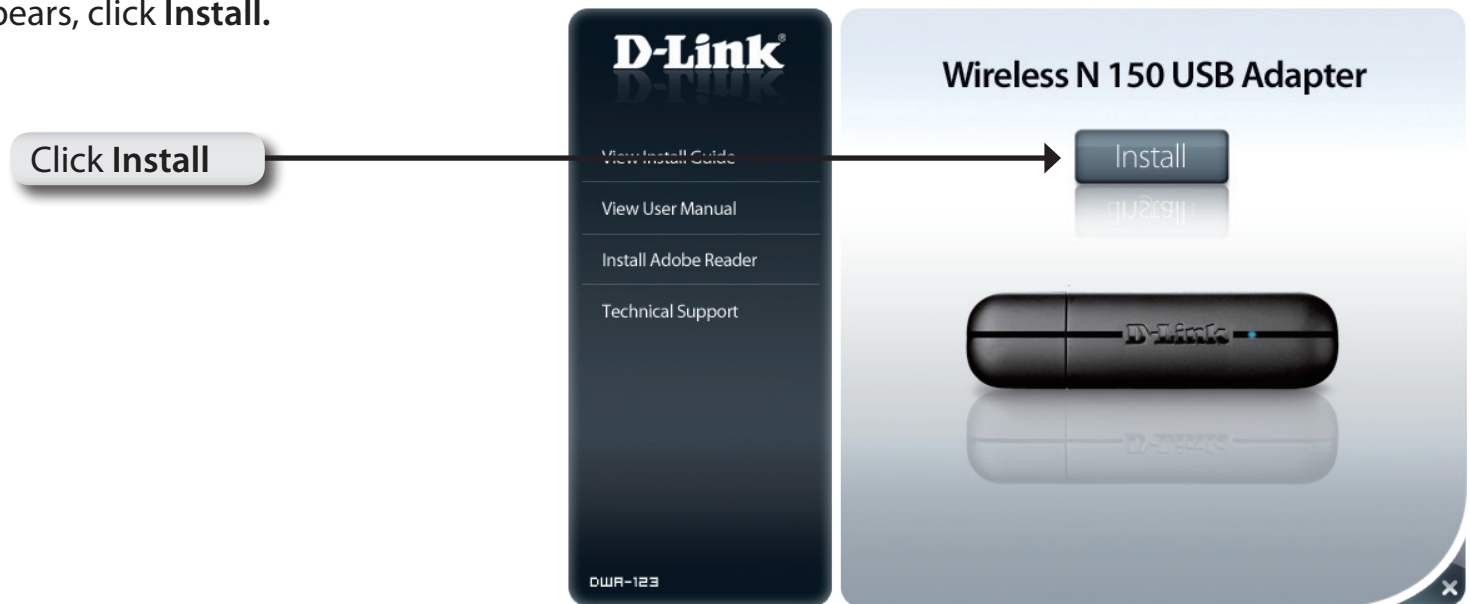 pears, click Install.
Click Install
D-Link®
View Install Guide
View User Manual
Install Adobe Reader
Technical Support
DWA-123
Wireless N 150 USB Adapter
Install
D-Link